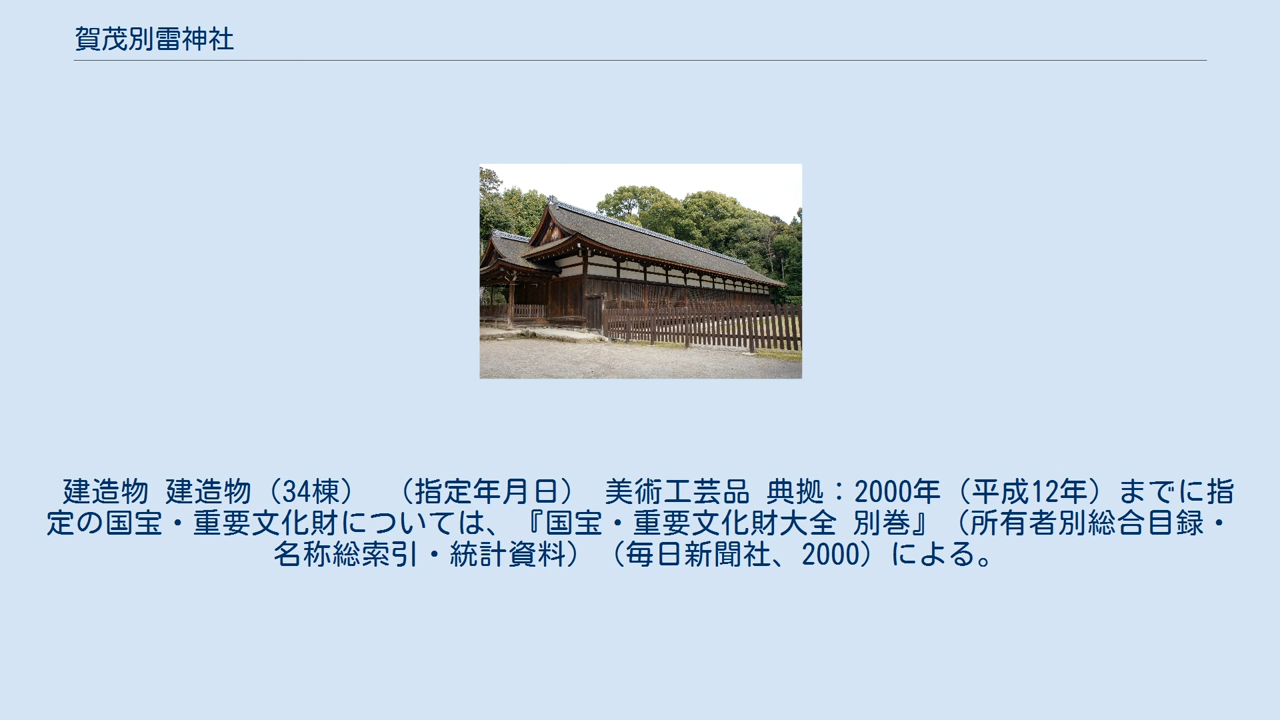 賀茂別雷神社
建造物 建造物（34棟） （指定年月日） 美術工芸品 典拠：2000年（平成12年）までに指
定の国宝・重要文化財については、『国宝・重要文化財大全 別巻』（所有者別総合目録・
名称総索引・統計資料）（毎日新聞社、2000）による。